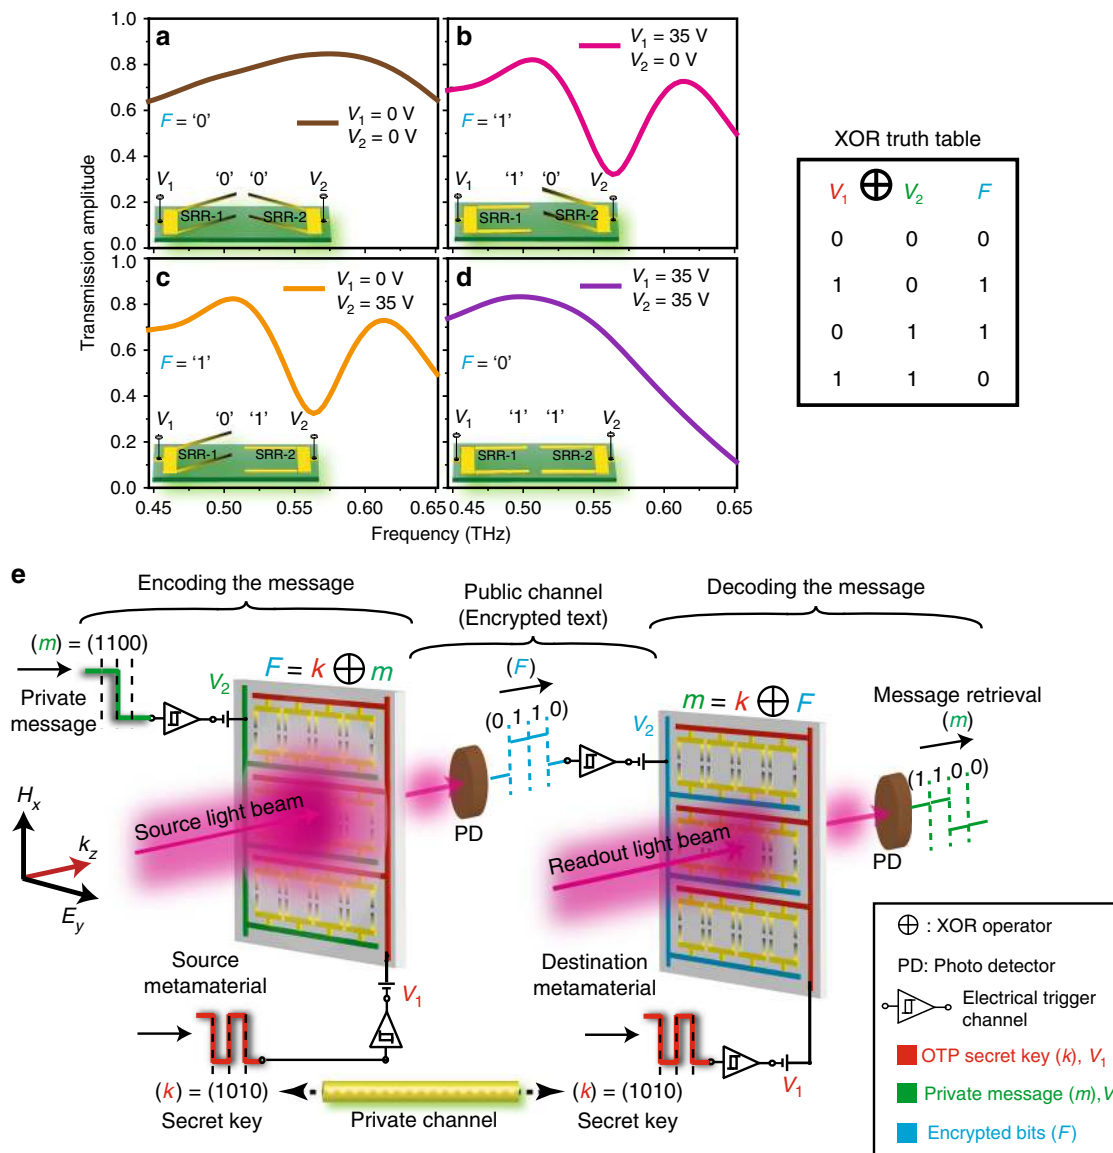 a
V1 = 0 V
V2 = 0 V
F = '0'
V1 '0' '0' V2
SRR-1 SRR-2
b
V1 = 35 V
V2 = 0 V
F = '1'
V1 '1' '0' V2
SRR-1 SRR-2
c
V1 = 0 V
V2 = 35 V
F = '1'
V1 '0' '1' V2
SRR-1 SRR-2
d
V1 = 35 V
V2 = 35 V
F = '0'
V1 '1' '1' V2
SRR-1 SRR-2
Transmission amplitude
1.0
0.8
0.6
0.4
0.2
0.0
1.0
0.8
0.6
0.4
0.2
0.0
0.45 0.50 0.55 0.60 0.65 0.45 0.50 0.55 0.60 0.65
Frequency (THz)
XOR truth table
V1 ⊕ V2 F
0 0 0
1 0 1
0 1 1
1 1 0
e
Encoding the message
Public channel
(Encrypted text)
Decoding the message
(m) = (1100)
Private
message
V2
F = k ⊕ m
(F)
(0 1 1 0)
V2
m = k ⊕ F
Message retrieval
(m)
(1,1,0,0)
Source light beam
PD
Readout light beam
PD
Hx
kz
Ey
Source
metamaterial
V1
(k) = (1010)
Secret key
Private channel
Destination
metamaterial
V1
(k) = (1010)
Secret key
⊕ : XOR operator
PD: Photo detector
Electrical trigger
channel
OTP secret key (k), V1
Private message (m), V
Encrypted bits (F)